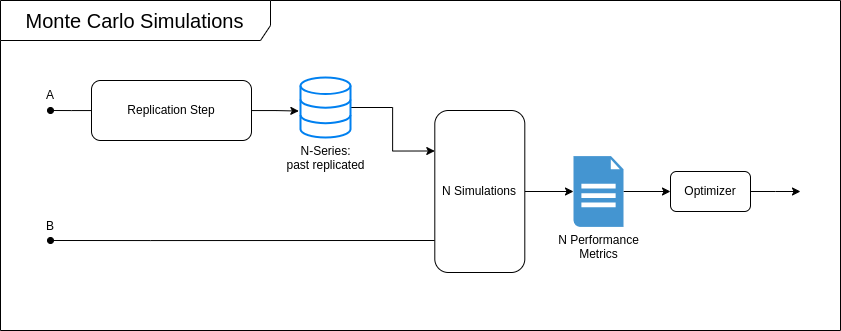 Monte Carlo Simulations
A
Replication Step
N-Series:
past replicated
B
N Simulations
N Performance
Metrics
Optimizer